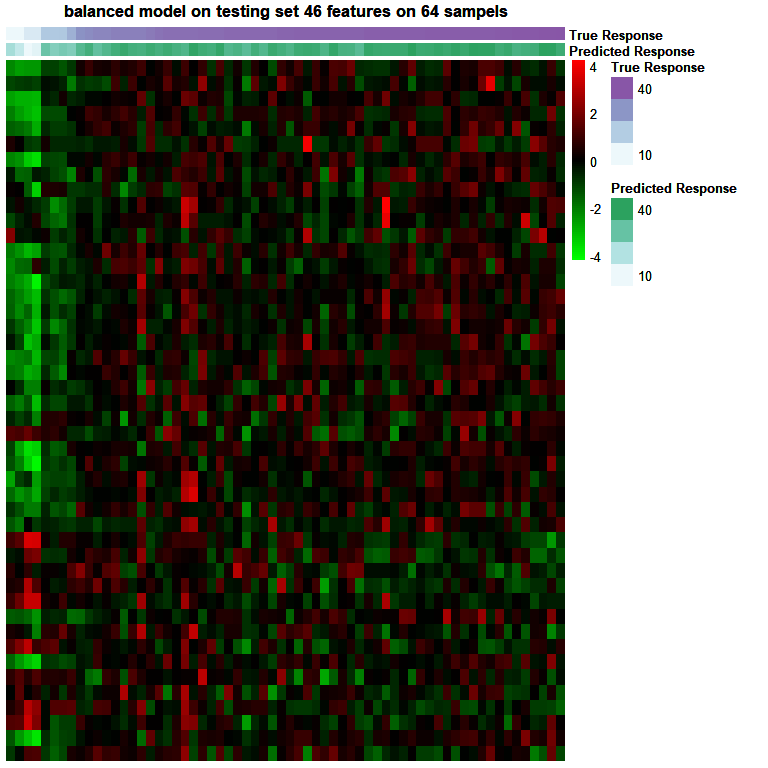 balanced model on testing set 46 features on 64 sampels
True Response
Predicted Response
True Response
40
10
Predicted Response
40
10
4
2
0
-2
-4